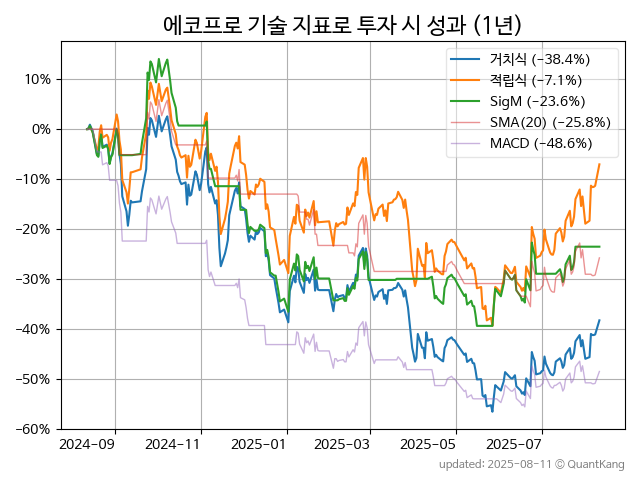 에코프로 기술 지표로 투자 시 성과 (1년)
거치식 (−38.4%)
적립식 (−7.1%)
SigM (−23.6%)
SMA(20) (−25.8%)
MACD (−48.6%)
10%
0%
−10%
−20%
−30%
−40%
−50%
−60%
2024-09 2024-11 2025-01 2025-03 2025-05 2025-07
updated: 2025-08-11 © QuantKang